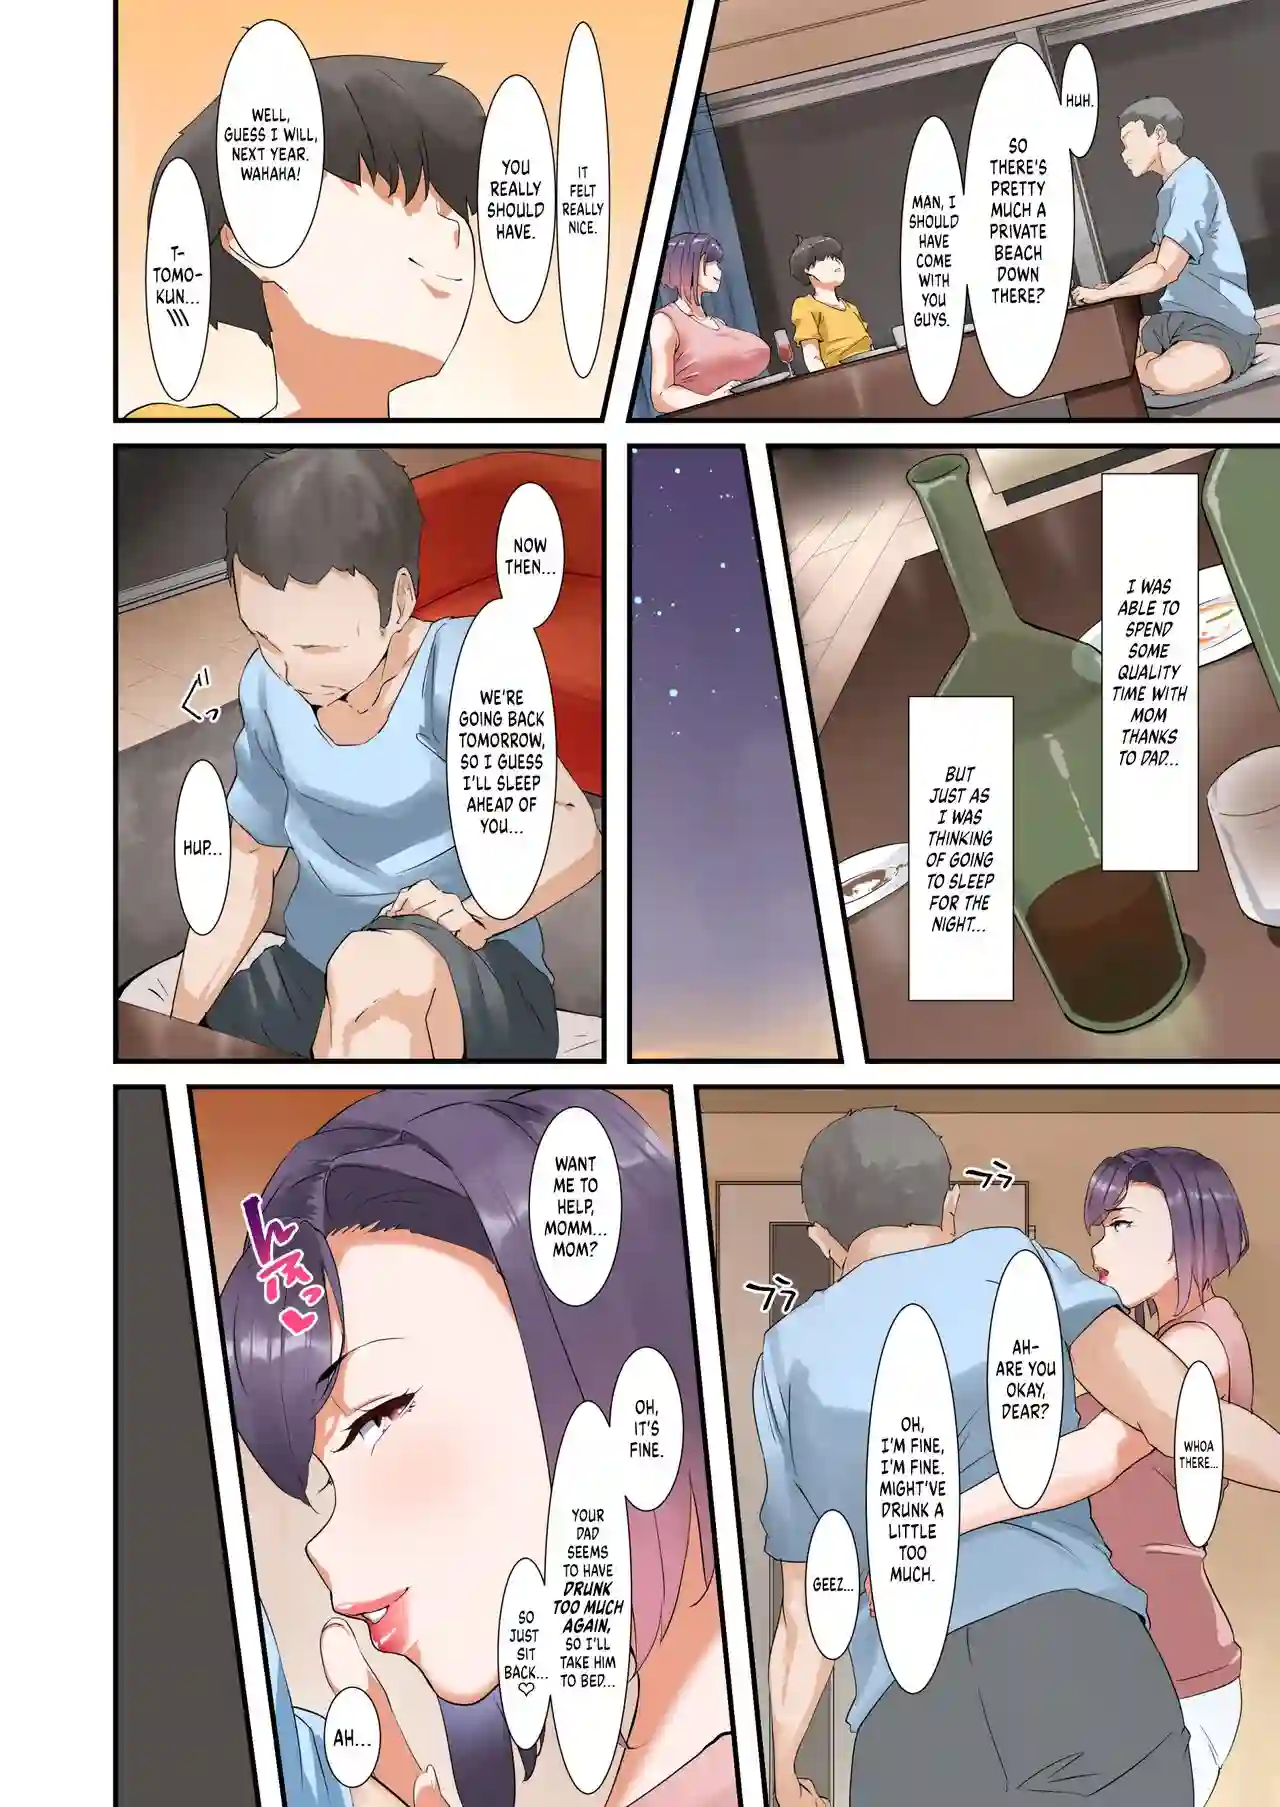 HUH.
SO
THERE'S
PRETTY
MUCH A
PRIVATE
BEACH
DOWN
THERE?
MAN, I
SHOULD
HAVE
COME
WITH
YOU
GUYS.
IT
FELT
REALLY
NICE.
YOU
REALLY
SHOULD
HAVE.
WELL,
GUESS I WILL,
NEXT YEAR.
WAHAHA!
T-
TOMO-
KUN...
I WAS
ABLE TO
SPEND
SOME
QUALITY
TIME WITH
MOM
THANKS
TO DAD...
BUT
JUST AS
I WAS
THINKING
OF GOING
TO SLEEP
FOR THE
NIGHT...
NOW
THEN...
WE'RE
GOING BACK
TOMORROW,
SO I GUESS
I'LL SLEEP
AHEAD OF
YOU...
ぐっ
HUP...
フラ
フラ
WHOA
THERE...
AH-
ARE YOU
OKAY,
DEAR?
OH,
I'M FINE,
I'M FINE.
MIGHT'VE
DRUNK A
LITTLE
TOO
MUCH.
GEEZ...
WANT
ME TO
HELP,
MOMM...
MOM?
OH,
IT'S
FINE.
YOUR
DAD
SEEMS
TO HAVE
DRUNK
TOO MUCH
AGAIN,
SO I'LL
TAKE HIM
TO BED...
SO
JUST
SIT
BACK...
♡
んふっ♥
AH...